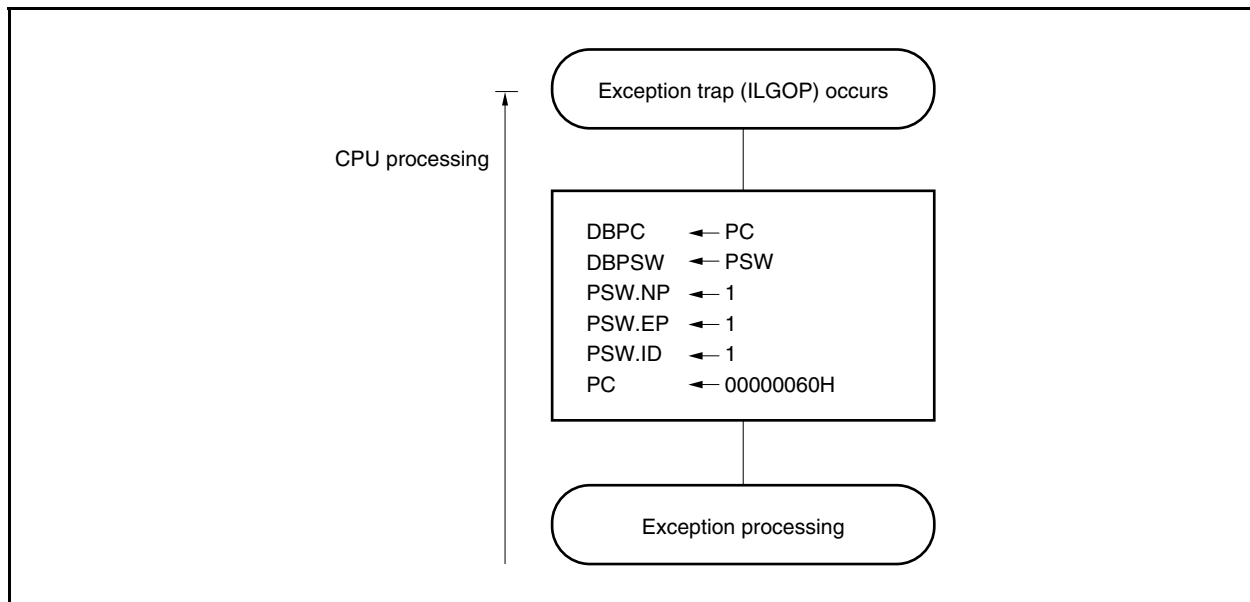 Exception trap (ILGOP) occurs
CPU processing
DBPC ← PC
DBPSW ← PSW
PSW.NP ← 1
PSW.EP ← 1
PSW.ID ← 1
PC ← 00000060H
Exception processing